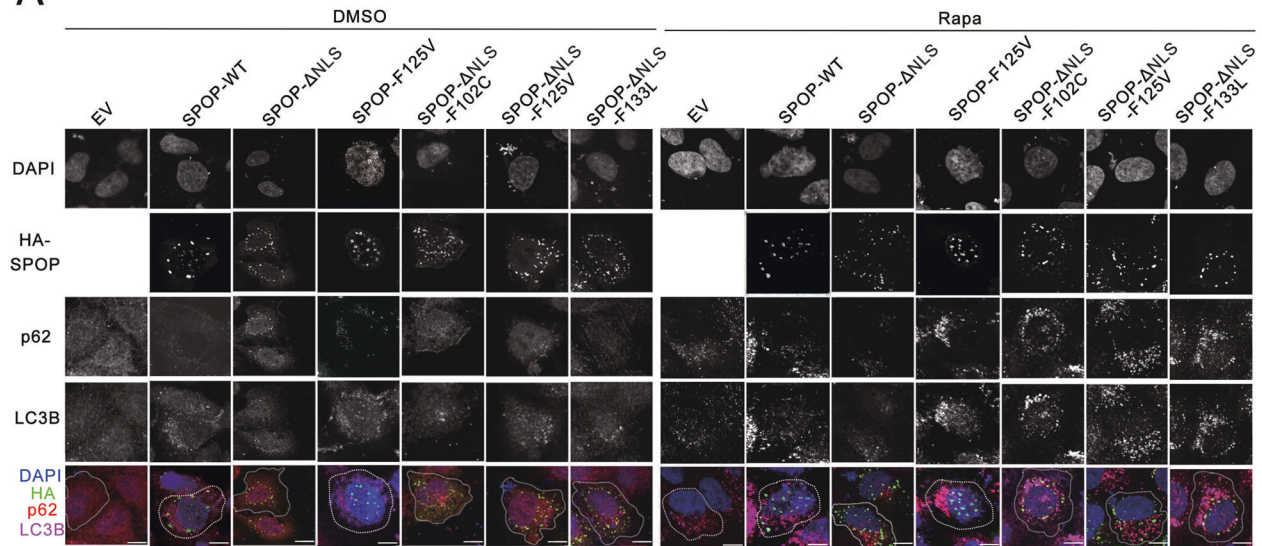 A
DMSO
Rapa
EV
SPOP-WT
SPOP-ΔNLS
SPOP-F125V
SPOP-ΔNLS
-F102C
SPOP-ΔNLS
-F125V
SPOP-ΔNLS
-F133L
EV
SPOP-WT
SPOP-ΔNLS
SPOP-F125V
SPOP-ΔNLS
-F102C
SPOP-ΔNLS
-F125V
SPOP-ΔNLS
-F133L
DAPI
HA-
SPOP
p62
LC3B
DAPI
HA
p62
LC3B